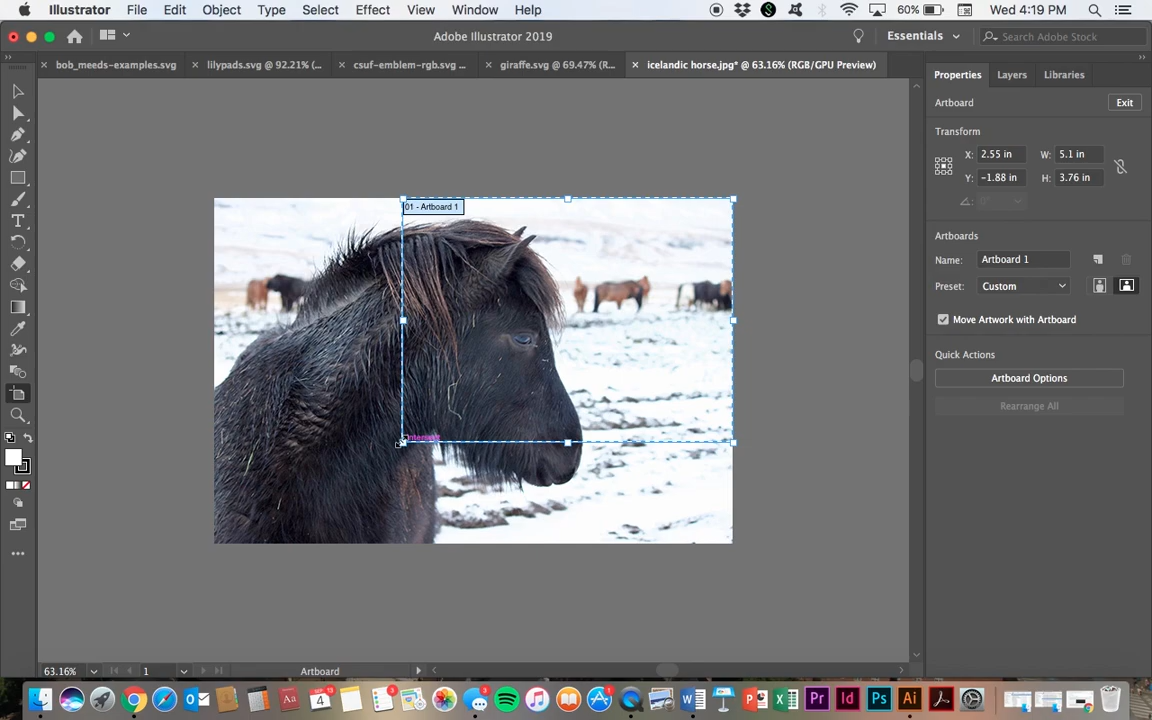 Illustrator File Edit Object Type Select Effect View Window Help
60% Wed 4:19 PM
Adobe Illustrator 2019
Essentials
Search Adobe Stock
bob_meeds-examples.svg
lilypads.svg @ 92.21% (...
csuf-emblem-rgb.svg ...
giraffe.svg @ 69.47% (R...
icelandic horse.jpg* @ 63.16% (RGB/GPU Preview)
Properties Layers Libraries
Artboard Exit
Transform
X: 2.55 in W: 5.1 in
Y: -1.88 in H: 3.76 in
0°
01 - Artboard 1
Artboards
Name: Artboard 1
Preset: Custom
Move Artwork with Artboard
Quick Actions
Artboard Options
Rearrange All
intersect
63.16% 1 Artboard